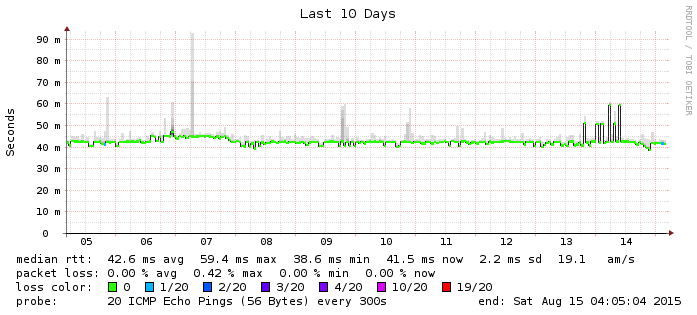 Last 10 Days
RRDTOOL / TOBI OETIKER
Seconds
90 m
80 m
70 m
60 m
50 m
40 m
30 m
20 m
10 m
0
05 06 07 08 09 10 11 12 13 14
median rtt: 42.6 ms avg 59.4 ms max 38.6 ms min 41.5 ms now 2.2 ms sd 19.1 am/s
packet loss: 0.00 % avg 0.42 % max 0.00 % min 0.00 % now
loss color: 0 1/20 2/20 3/20 4/20 10/20 19/20
probe: 20 ICMP Echo Pings (56 Bytes) every 300s end: Sat Aug 15 04:05:04 2015